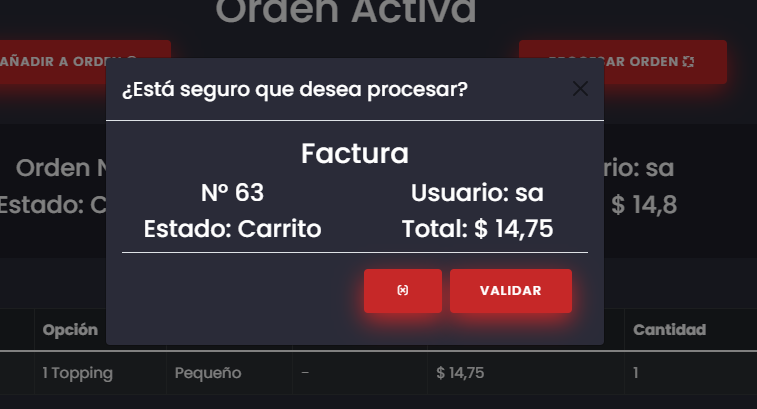 Orden Activa
AÑADIR A ORDEN
PROCESAR ORDEN
¿Está seguro que desea procesar?
Factura
Orden N
rio: sa
Nº 63
Usuario: sa
Estado: C
$ 14,8
Estado: Carrito
Total: $ 14,75
VALIDAR
Opción
Cantidad
1 Topping
Pequeño
-
$ 14,75
1